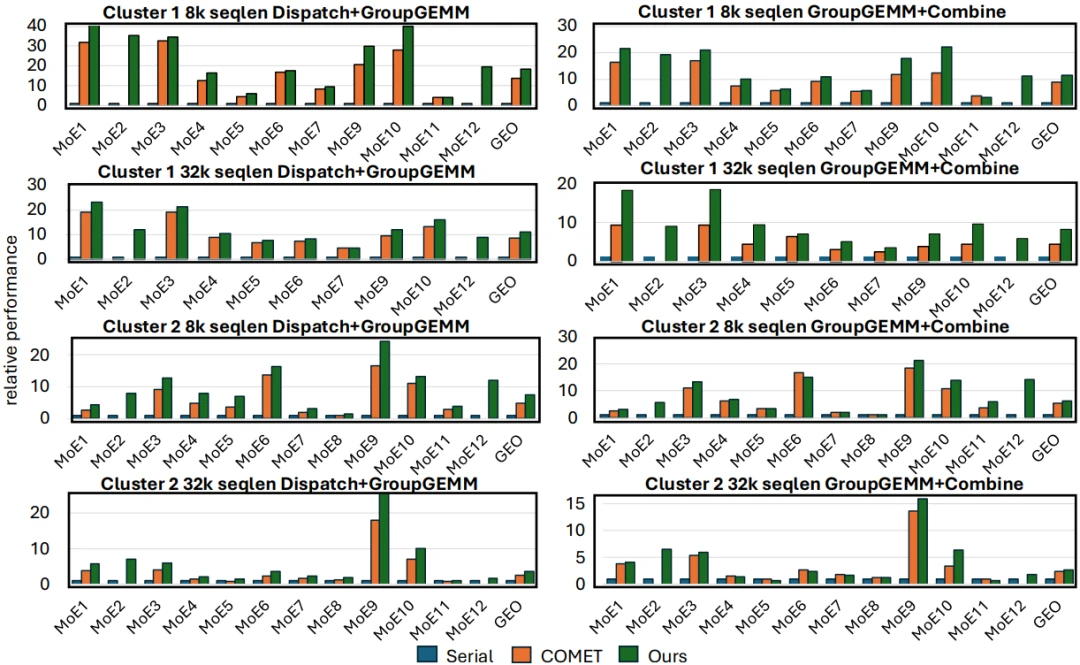 relative performance
Cluster 1 8k seqlen Dispatch+GroupGEMM
40
30
20
10
0
MoE1 MoE2 MoE3 MoE4 MoE5 MoE6 MoE7 MoE9 MoE10 MoE11 MoE12 GEO
Cluster 1 8k seqlen GroupGEMM+Combine
30
20
10
0
MoE1 MoE2 MoE3 MoE4 MoE5 MoE6 MoE7 MoE9 MoE10 MoE11 MoE12 GEO
Cluster 1 32k seqlen Dispatch+GroupGEMM
30
20
10
0
MoE1 MoE2 MoE3 MoE4 MoE5 MoE6 MoE7 MoE9 MoE10 MoE12 GEO
Cluster 1 32k seqlen GroupGEMM+Combine
20
10
0
MoE1 MoE2 MoE3 MoE4 MoE5 MoE6 MoE7 MoE9 MoE10 MoE12 GEO
Cluster 2 8k seqlen Dispatch+GroupGEMM
20
10
0
MoE1 MoE2 MoE3 MoE4 MoE5 MoE6 MoE7 MoE8 MoE9 MoE10 MoE11 MoE12 GEO
Cluster 2 8k seqlen GroupGEMM+Combine
30
20
10
0
MoE1 MoE2 MoE3 MoE4 MoE5 MoE6 MoE7 MoE8 MoE9 MoE10 MoE11 MoE12 GEO
Cluster 2 32k seqlen Dispatch+GroupGEMM
20
10
0
MoE1 MoE2 MoE3 MoE4 MoE5 MoE6 MoE7 MoE8 MoE9 MoE10 MoE11 MoE12 GEO
Cluster 2 32k seqlen GroupGEMM+Combine
15
10
5
0
MoE1 MoE2 MoE3 MoE4 MoE5 MoE6 MoE7 MoE8 MoE9 MoE10 MoE11 MoE12 GEO
Serial COMET Ours